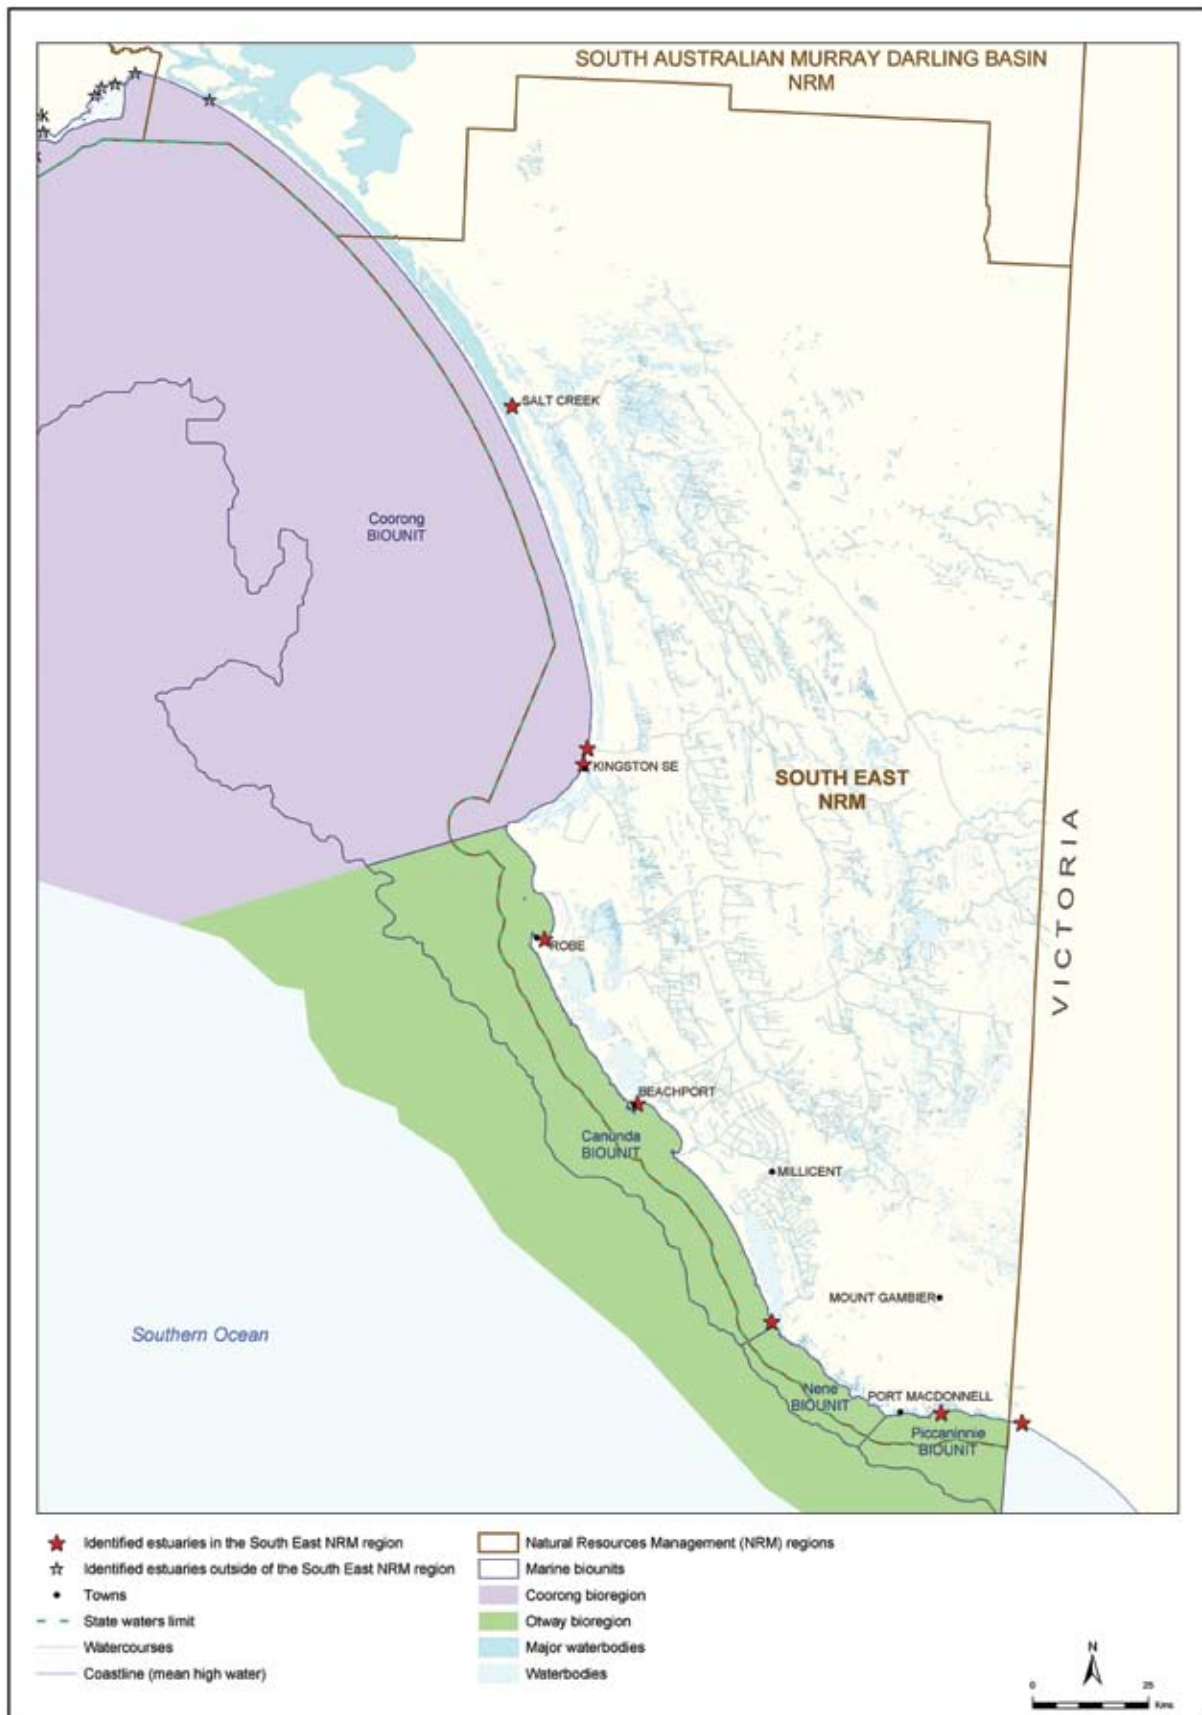 SOUTH AUSTRALIAN MURRAY DARLING BASIN
NRM
SALT CREEK
Coorong
BIOUNIT
KINGSTON SE
SOUTH EAST
NRM
VICTORIA
ROBE
BEACHPORT
Canunda
BIOUNIT
MILLICENT
MOUNT GAMBIER
Southern Ocean
Nene
BIOUNIT
PORT MACDONNELL
Piccaninnie
BIOUNIT
Identified estuaries in the South East NRM region
Identified estuaries outside of the South East NRM region
Towns
State waters limit
Watercourses
Coastline (mean high water)
Natural Resources Management (NRM) regions
Marine biounits
Coorong bioregion
Otway bioregion
Major waterbodies
Waterbodies
N
0 25
Kms